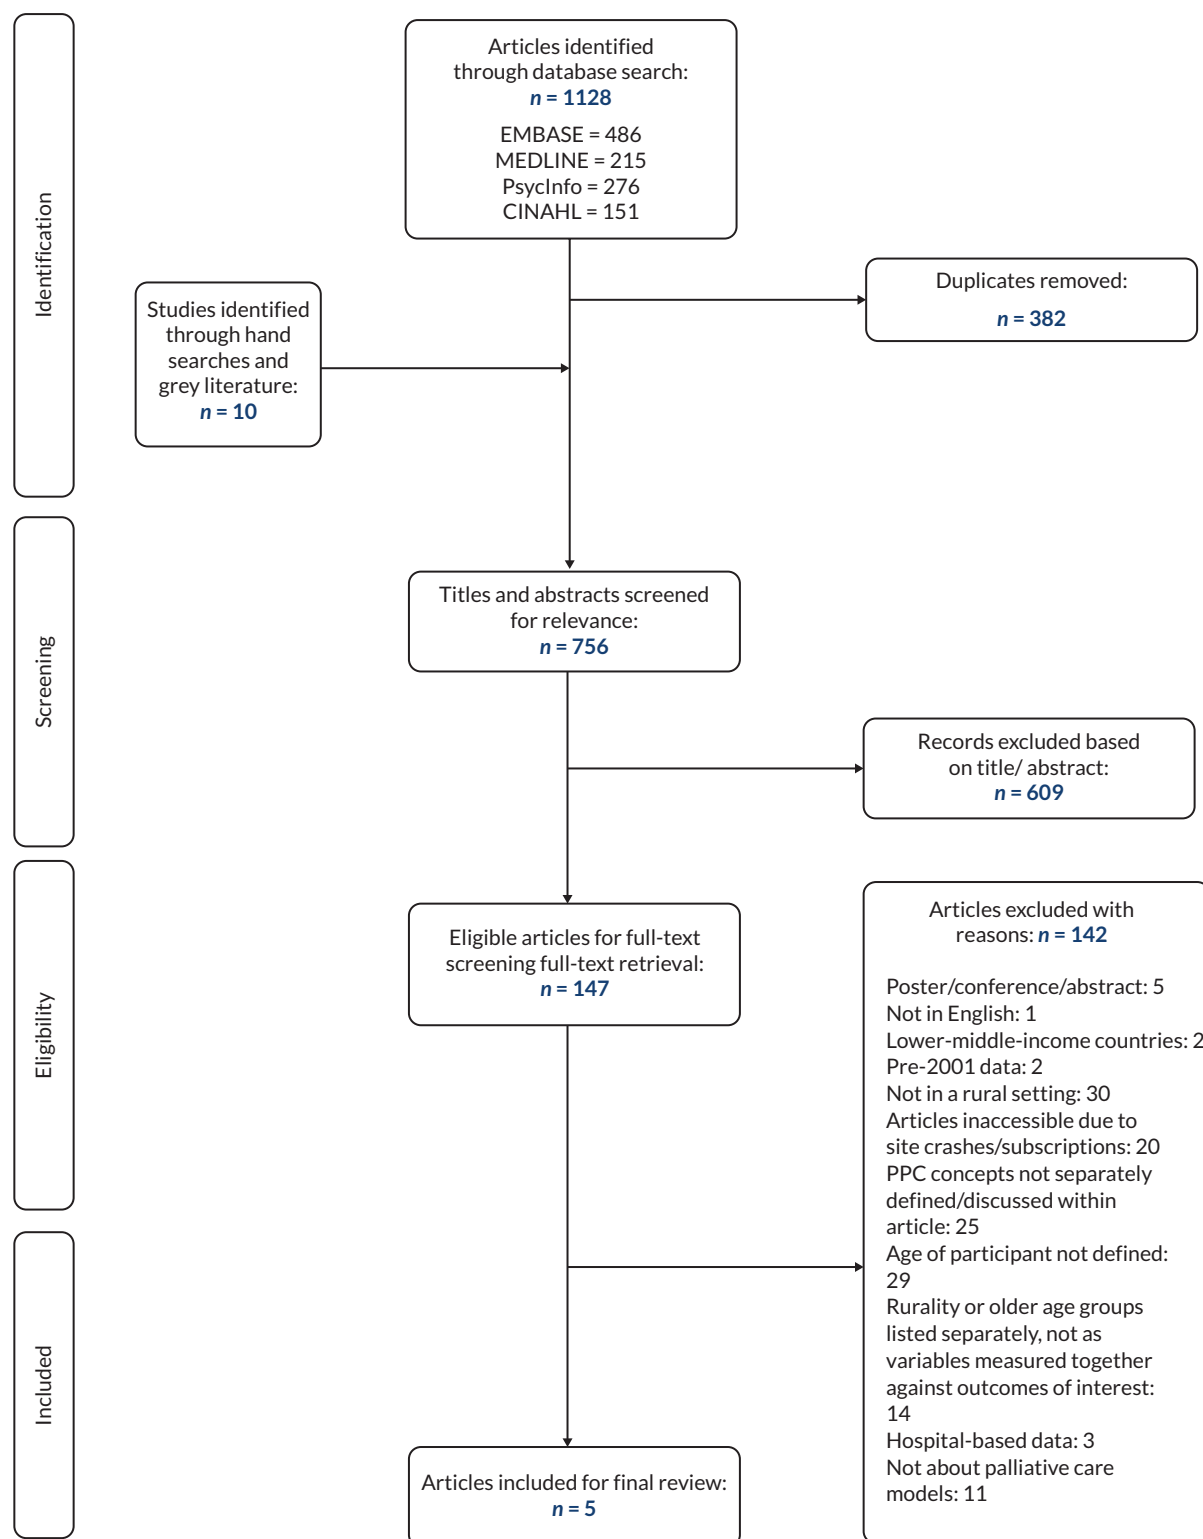 Identification
Articles identified
through database search:
n = 1128
EMBASE = 486
MEDLINE = 215
PsycInfo = 276
CINAHL = 151
Duplicates removed:
n = 382
Studies identified
through hand
searches and
grey literature:
n = 10
Screening
Titles and abstracts screened
for relevance:
n = 756
Records excluded based
on title/ abstract:
n = 609
Eligibility
Eligible articles for full-text
screening full-text retrieval:
n = 147
Articles excluded with
reasons: n = 142
Poster/conference/abstract: 5
Not in English: 1
Lower-middle-income countries: 2
Pre-2001 data: 2
Not in a rural setting: 30
Articles inaccessible due to
site crashes/subscriptions: 20
PPC concepts not separately
defined/discussed within
article: 25
Age of participant not defined:
29
Rurality or older age groups
listed separately, not as
variables measured together
against outcomes of interest:
14
Hospital-based data: 3
Not about palliative care
models: 11
Included
Articles included for final review:
n = 5